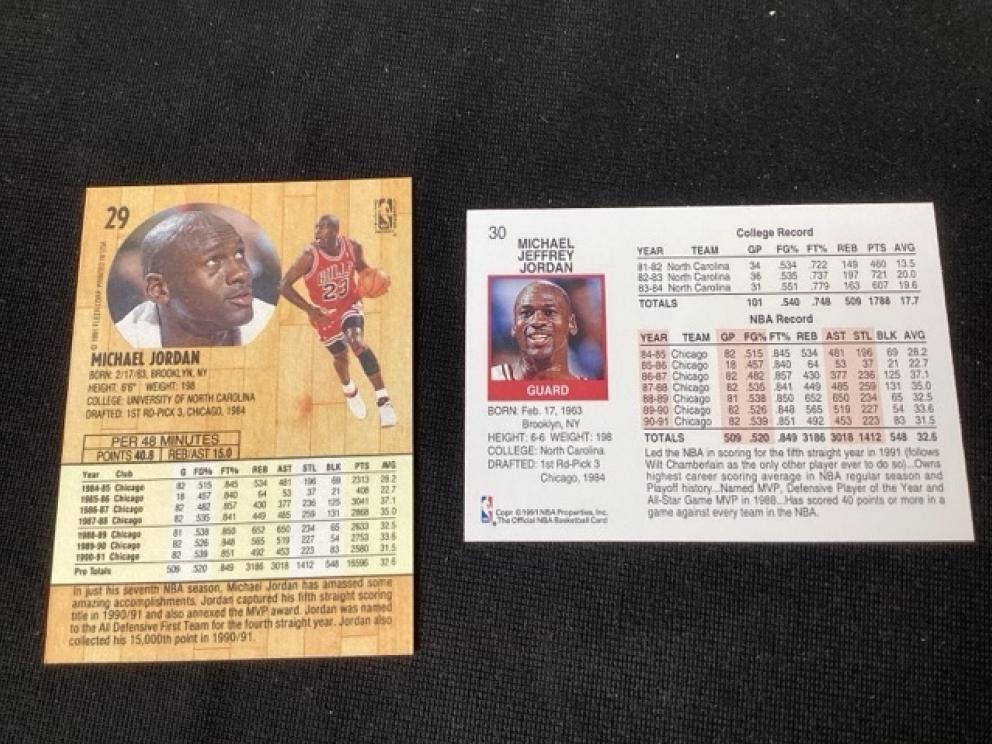 29
© 1991 FLEER CORP. PRINTED IN USA
BULLS
23
MICHAEL JORDAN
BORN: 2/17/63, BROOKLYN, NY
HEIGHT: 6'6" WEIGHT: 198
COLLEGE: UNIVERSITY OF NORTH CAROLINA
DRAFTED: 1ST RD-PICK 3, CHICAGO, 1984
PER 48 MINUTES
POINTS 40.8 REB/AST 15.0
Year Club G FG% FT% REB AST STL BLK PTS AVG
1984-85 Chicago 82 .515 .845 534 481 196 69 2313 28.2
1985-86 Chicago 18 .457 .840 64 53 37 21 408 22.7
1986-87 Chicago 82 .482 .857 430 377 236 125 3041 37.1
1987-88 Chicago 82 .535 .841 449 485 259 131 2868 35.0
1988-89 Chicago 81 .538 .850 652 650 234 65 2633 32.5
1989-90 Chicago 82 .526 .848 565 519 227 54 2753 33.6
1990-91 Chicago 82 .539 .851 492 453 223 83 2580 31.5
Pro Totals 509 .520 .849 3186 3018 1412 548 16596 32.6
In just his seventh NBA season, Michael Jordan has amassed some
amazing accomplishments. Jordan captured his fifth straight scoring
title in 1990/91 and also annexed the MVP award. Jordan was named
to the All Defensive First Team for the fourth straight year. Jordan also
collected his 15,000th point in 1990/91.
30
MICHAEL
JEFFREY
JORDAN
GUARD
BORN: Feb. 17, 1963
Brooklyn, NY
HEIGHT: 6-6 WEIGHT: 198
COLLEGE: North Carolina
DRAFTED: 1st Rd-Pick 3
Chicago, 1984
Copr. ©1991 NBA Properties, Inc.
The Official NBA Basketball Card
College Record
YEAR TEAM GP FG% FT% REB PTS AVG
81-82 North Carolina 34 .534 .722 149 460 13.5
82-83 North Carolina 36 .535 .737 197 721 20.0
83-84 North Carolina 31 .551 .779 163 607 19.6
TOTALS 101 .540 .748 509 1788 17.7
NBA Record
YEAR TEAM GP FG% FT% REB AST STL BLK AVG
84-85 Chicago 82 .515 .845 534 481 196 69 28.2
85-86 Chicago 18 .457 .840 64 53 37 21 22.7
86-87 Chicago 82 .482 .857 430 377 236 125 37.1
87-88 Chicago 82 .535 .841 449 485 259 131 35.0
88-89 Chicago 81 .538 .850 652 650 234 65 32.5
89-90 Chicago 82 .526 .848 565 519 227 54 33.6
90-91 Chicago 82 .539 .851 492 453 223 83 31.5
TOTALS 509 .520 .849 3186 3018 1412 548 32.6
Led the NBA in scoring for the fifth straight year in 1991 (follows
Wilt Chamberlain as the only other player ever to do so)...Owns
highest career scoring average in NBA regular season and
Playoff history...Named MVP, Defensive Player of the Year and
All-Star Game MVP in 1988...Has scored 40 points or more in a
game against every team in the NBA.